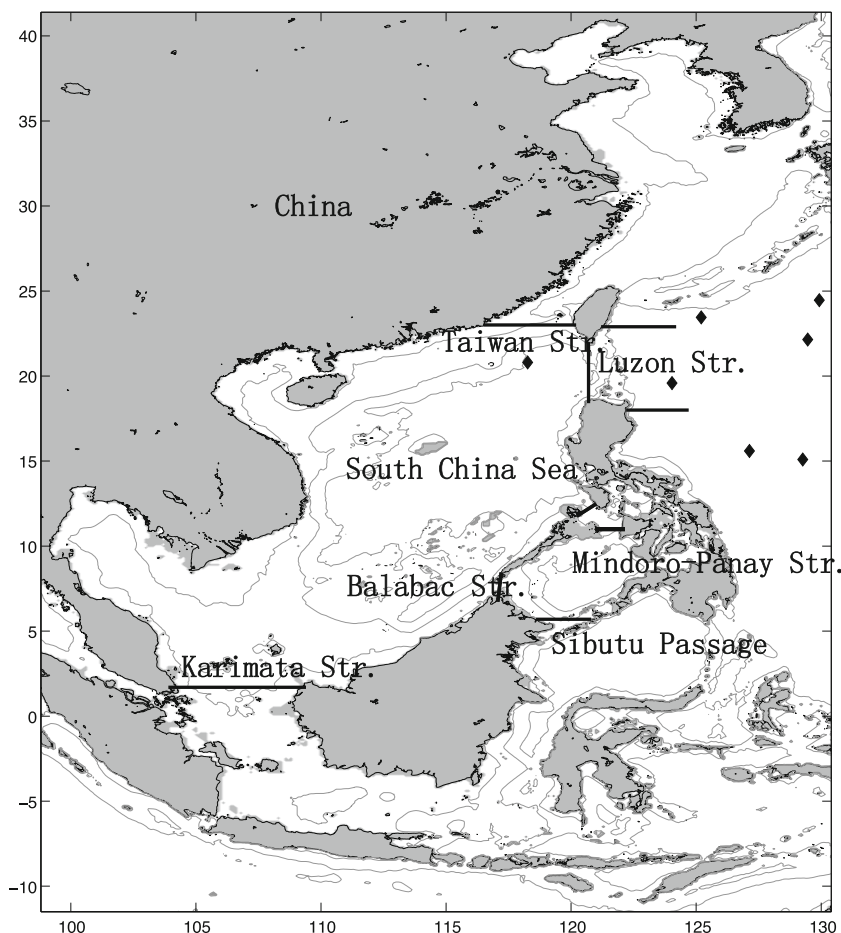 40
35
30
25
20
15
10
5
0
−5
−10
China
Taiwan Str.
Luzon Str.
South China Sea
Mindoro-Panay Str.
Balabac Str.
Sibutu Passage
Karimata Str.
100 105 110 115 120 125 130